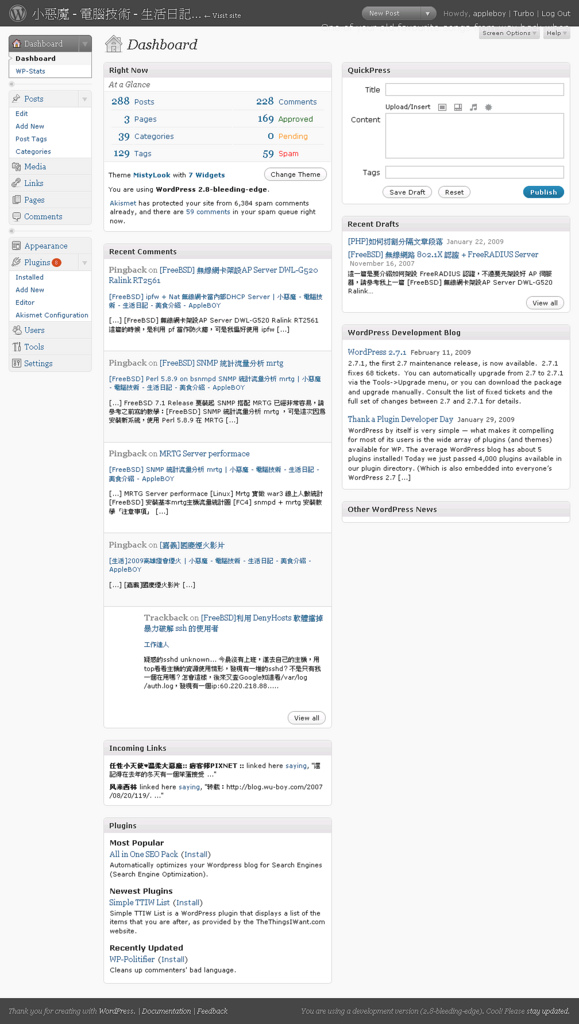 小惡魔 - 電腦技術 - 生活日記... ← Visit site
New Post
Howdy, appleboy | Turbo | Log Out
Screen Options
Help
Dashboard
Dashboard
WP-Stats
Posts
Edit
Add New
Post Tags
Categories
Media
Links
Pages
Comments
Appearance
Plugins
Installed
Add New
Editor
Akismet Configuration
Users
Tools
Settings
Dashboard
Right Now
At a Glance
288 Posts 228 Comments
3 Pages 169 Approved
39 Categories 0 Pending
129 Tags 59 Spam
Theme MistyLook with 7 Widgets
Change Theme
You are using WordPress 2.8-bleeding-edge.
Akismet has protected your site from 6,384 spam comments
already, and there are 59 comments in your spam queue right
now.
Recent Comments
Pingback on [FreeBSD] 無線網卡架設AP Server DWL-G520
Ralink RT2561
[FreeBSD] ipfw + Nat 無線網卡當內部DHCP Server | 小惡魔 - 電腦技
術 - 生活日記 - 美食介紹 - AppleBOY
[...] [FreeBSD] 無線網卡架設AP Server DWL-G520 Ralink RT2561
這篇的時候，是利用 pf 當作防火牆，可是我偏好使用 ipfw [...]
Pingback on [FreeBSD] SNMP 統計流量分析 mrtg
[FreeBSD] Perl 5.8.9 on bsnmpd SNMP 統計流量分析 mrtg | 小惡魔
- 電腦技術 - 生活日記 - 美食介紹 - AppleBOY
[...] FreeBSD 7.1 Release 要裝起 SNMP 搭配 MRTG 已經非常容易，請
參考之前寫的教學：[FreeBSD] SNMP 統計流量分析 mrtg ，可是這次因為
安裝新系統，使用 Perl 5.8.9 在 MRTG [...]
Pingback on MRTG Server performace
[FreeBSD] SNMP 統計流量分析 mrtg | 小惡魔 - 電腦技術 - 生活日記 -
美食介紹 - AppleBOY
[...] MRTG Server performace [Linux] Mrtg 實術 war3 線上人數統計
[FreeBSD] 安裝基本mrtg主機流量統計圖 [FC4] snmpd + mrtg 安裝教
學「注意事項」 [...]
Pingback on [嘉義]國慶煙火影片
[生活]2009高雄燈會煙火 | 小惡魔 - 電腦技術 - 生活日記 - 美食介紹 -
AppleBOY
[...] [嘉義]國慶煙火影片 [...]
Trackback on [FreeBSD]利用 DenyHosts 軟體擋掉
暴力破解 ssh 的使用者
工作達人
疑惑的sshd unknown... 今晨沒有上班，還去自己的主機，用
top看看主機的資源使用情形，發現有一堆的sshd？不是只有我
一個在用嗎？怎會這樣，後來又查Google知道看/var/log
/auth.log，發現有一個ip:60.220.218.88.....
View all
Incoming Links
任性小天使♥溫柔大惡魔:: 痞客邦PIXNET :: linked here saying, "還
記得在去年的冬天有一個笨蛋接受 ..."
风来西林 linked here saying, "转载：http://blog.wu-boy.com/2007
/08/20/119/. ..."
Plugins
Most Popular
All in One SEO Pack (Install)
Automatically optimizes your Wordpress blog for Search Engines
(Search Engine Optimization).
Newest Plugins
Simple TTIW List (Install)
Simple TTIW List is a WordPress plugin that displays a list of the
items that you are after, as provided by the TheThingsIWant.com
website.
Recently Updated
WP-Politifier (Install)
Cleans up commenters' bad language.
QuickPress
Title
Upload/Insert
Content
Tags
Save Draft
Reset
Publish
Recent Drafts
[PHP]如何切割分隔文章段落 January 22, 2009
[FreeBSD] 無線網路 802.1X 認證 + FreeRADIUS Server
November 16, 2007
這一篇是要介紹如何架設 FreeRADIUS 認證，不過要先架設好 AP 伺服
器，請參考我上一篇 [FreeBSD] 無線網卡架設AP Server DWL-G520
Ralink...
View all
WordPress Development Blog
WordPress 2.7.1 February 11, 2009
2.7.1, the first 2.7 maintenance release, is now available. 2.7.1
fixes 68 tickets. You can automatically upgrade from 2.7 to 2.7.1
via the Tools->Upgrade menu, or you can download the package
and upgrade manually. Consult the list of fixed tickets and the
full set of changes between 2.7 and 2.7.1 for details.
Thank a Plugin Developer Day January 29, 2009
WordPress by itself is very simple — what makes it compelling
for most of its users is the wide array of plugins (and themes)
available for WP. The average WordPress blog has about 5
plugins installed! Today we just passed 4,000 plugins available in
our plugin directory. (Which is also embedded into everyone's
WordPress 2.7 [...]
Other WordPress News
Thank you for creating with WordPress. | Documentation | Feedback
You are using a development version (2.8-bleeding-edge). Cool! Please stay updated.